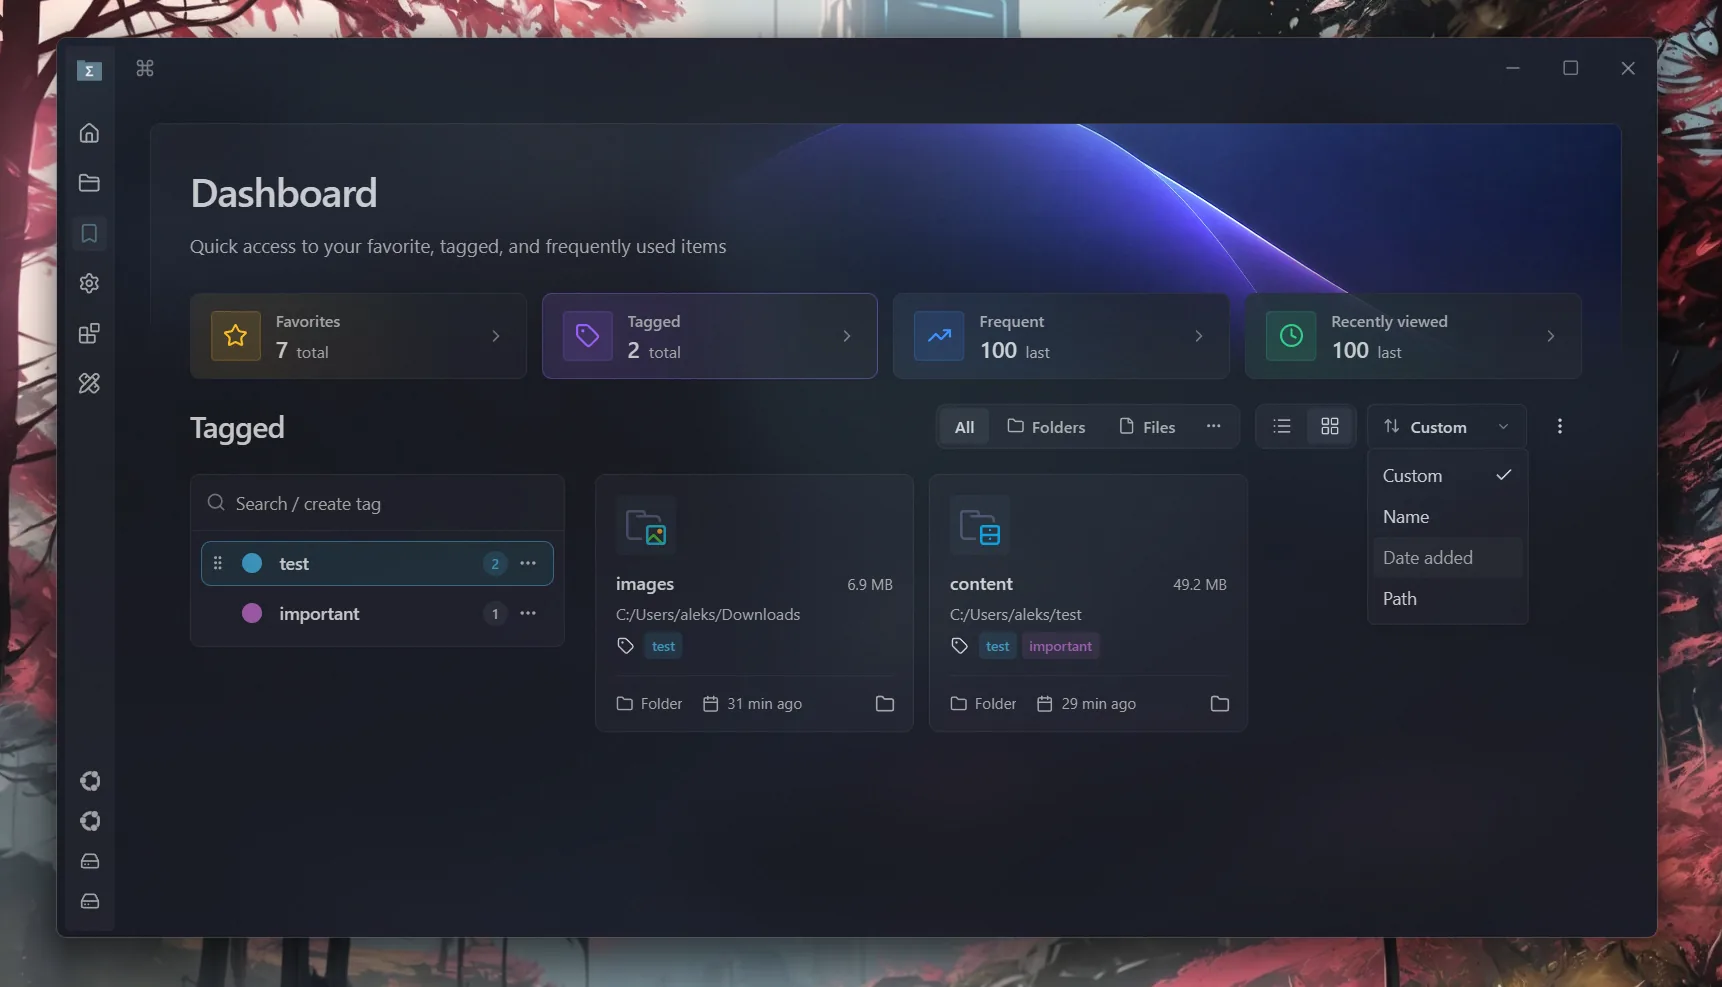 Dashboard
Quick access to your favorite, tagged, and frequently used items
Favorites
7 total
Tagged
2 total
Frequent
100 last
Recently viewed
100 last
Tagged
All Folders Files
Custom
Custom
Name
Date added
Path
Search / create tag
test 2
important 1
images 6.9 MB
C:/Users/aleks/Downloads
test
Folder 31 min ago
content 49.2 MB
C:/Users/aleks/test
test important
Folder 29 min ago